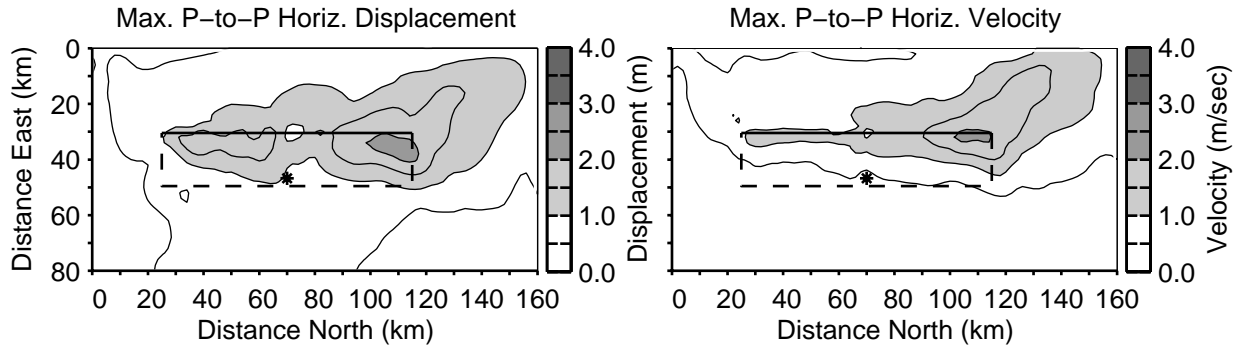 Max. P−to−P Horiz. Displacement
Distance East (km)
0
20
40
60
80
0 20 40 60 80 100 120 140 160
Distance North (km)
4.0
3.0
2.0
1.0
0.0
Displacement (m)
Max. P−to−P Horiz. Velocity
0 20 40 60 80 100 120 140 160
Distance North (km)
4.0
3.0
2.0
1.0
0.0
Velocity (m/sec)